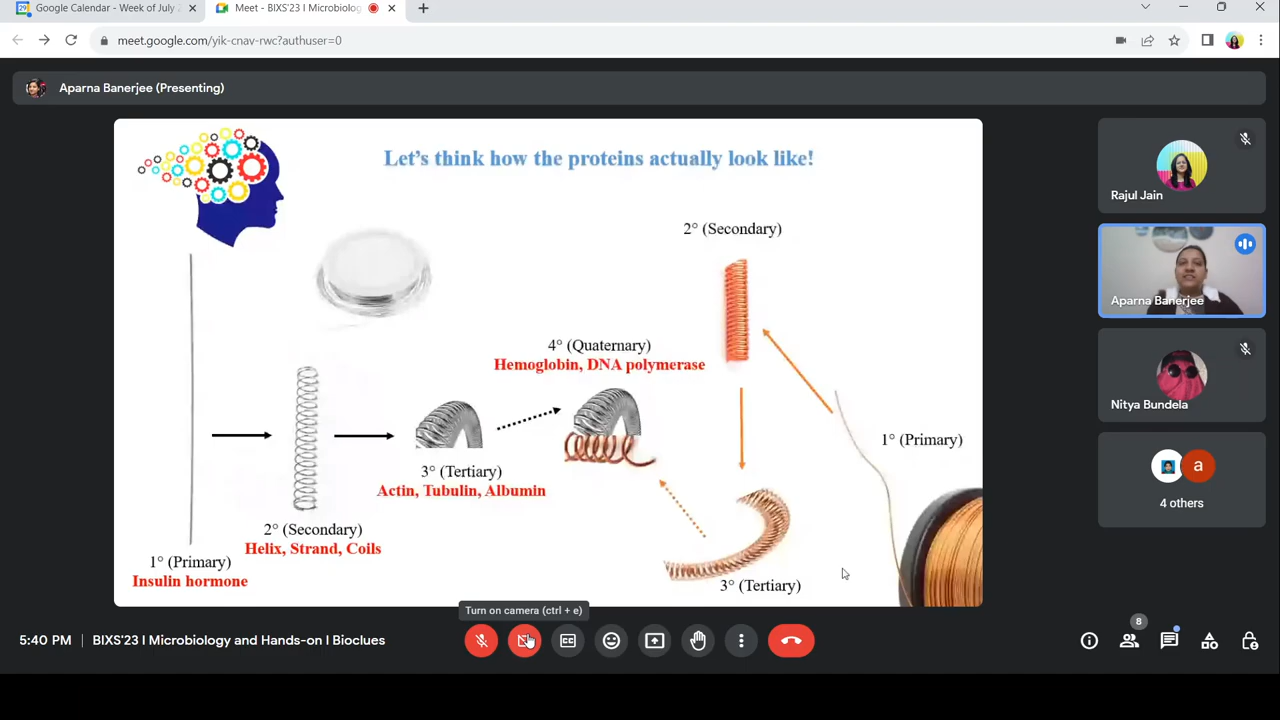 Google Calendar - Week of July
Meet - BIXS'23 I Microbiolog
meet.google.com/yik-cnav-rwc?authuser=0
Aparna Banerjee (Presenting)
Let's think how the proteins actually look like!
2° (Secondary)
4° (Quaternary)
Hemoglobin, DNA polymerase
1° (Primary)
3° (Tertiary)
Actin, Tubulin, Albumin
2° (Secondary)
Helix, Strand, Coils
1° (Primary)
Insulin hormone
3° (Tertiary)
Rajul Jain
Aparna Banerjee
Nitya Bundela
a
4 others
Turn on camera (ctrl + e)
5:40 PM | BIXS'23 I Microbiology and Hands-on I Bioclues
8